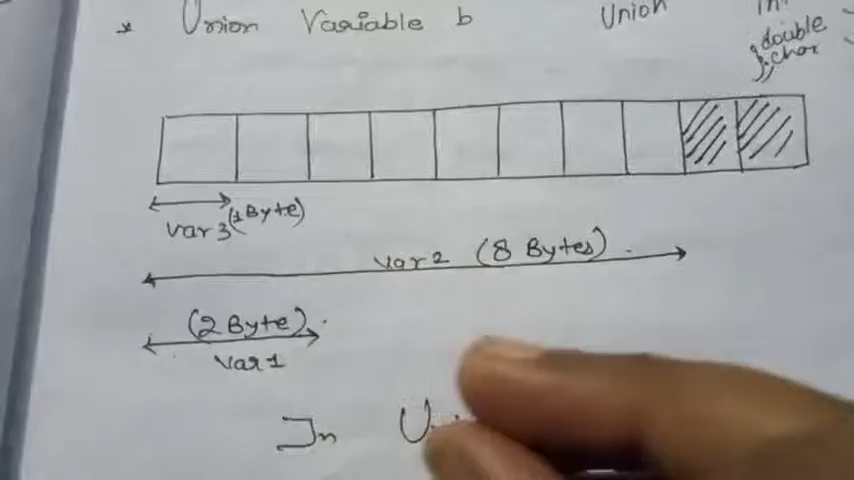 * Union Variable b
Union
double
char
};
var3 (1 Byte)
var2 (8 Bytes).
(2 Byte).
var1
In